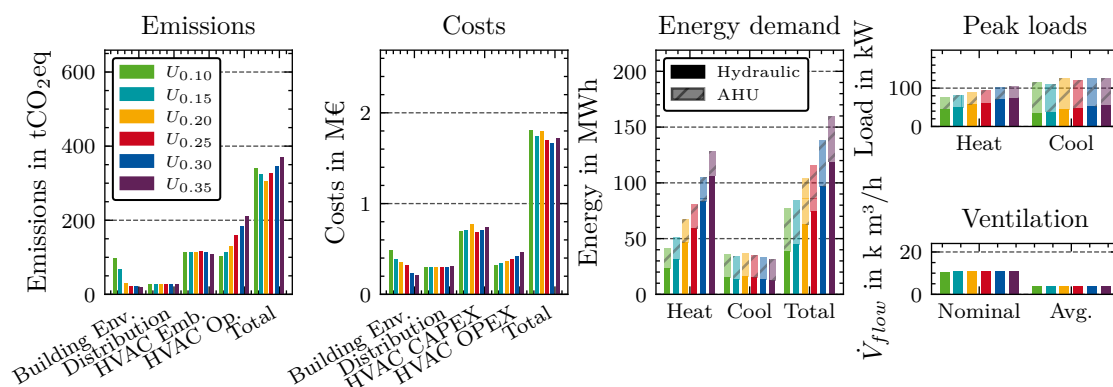 Emissions
Emissions in tCO₂eq
600
400
200
0
U₀.₁₀
U₀.₁₅
U₀.₂₀
U₀.₂₅
U₀.₃₀
U₀.₃₅
Building Env.
Distribution
HVAC Emb.
HVAC Op.
Total
Costs
Costs in M€
2
1
0
Building Env.
Distribution
HVAC CAPEX
HVAC OPEX
Total
Energy demand
Energy in MWh
200
150
100
50
0
Hydraulic
AHU
Heat
Cool
Total
Peak loads
Load in kW
100
0
Heat
Cool
Ventilation
V̇flow in k m³/h
20
0
Nominal
Avg.